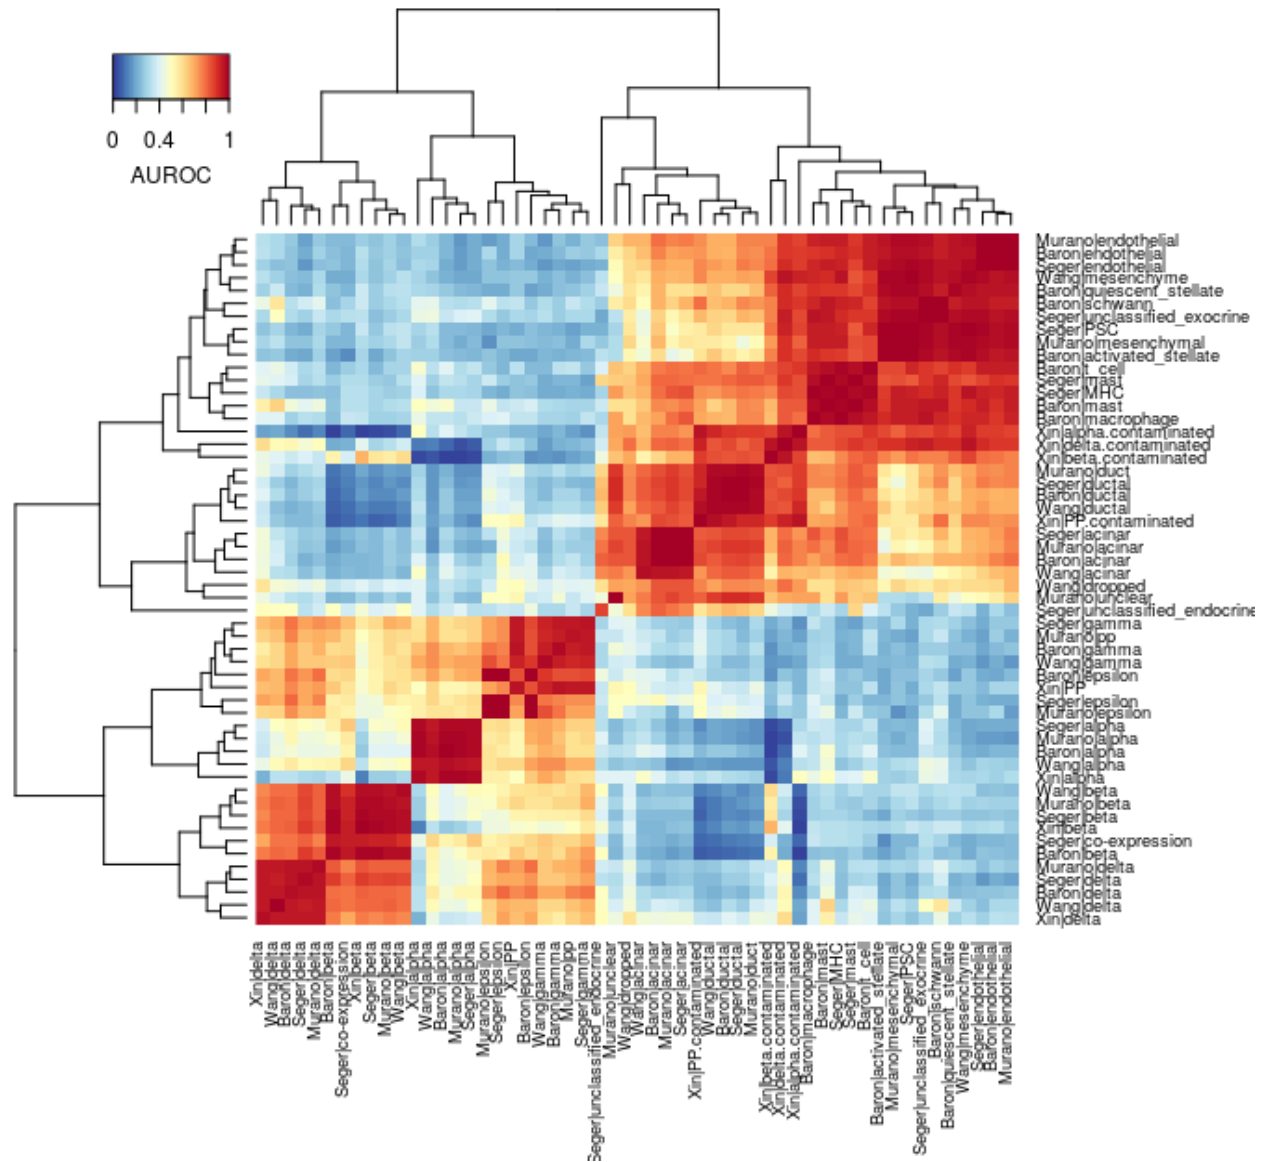 0 0.4 1
AUROC
Murano|endothelial
Baron|endothelial
Seger|endothelial
Wang|mesenchyme
Baron|quiescent_stellate
Baron|schwann
Seger|unclassified_exocrine
Seger|PSC
Murano|mesenchymal
Baron|activated_stellate
Baron|t_cell
Seger|mast
Seger|MHC
Baron|mast
Baron|macrophage
Xin|alpha.contaminated
Xin|delta.contaminated
Xin|beta.contaminated
Murano|duct
Seger|ductal
Baron|ductal
Wang|ductal
Xin|PP.contaminated
Seger|acinar
Murano|acinar
Baron|acinar
Wang|acinar
Wang|dropped
Murano|unclear
Seger|unclassified_endocrine
Seger|gamma
Murano|pp
Baron|gamma
Wang|gamma
Baron|epsilon
Xin|PP
Seger|epsilon
Murano|epsilon
Seger|alpha
Murano|alpha
Baron|alpha
Wang|alpha
Xin|alpha
Wang|beta
Murano|beta
Seger|beta
Xin|beta
Seger|co-expression
Baron|beta
Murano|delta
Seger|delta
Baron|delta
Wang|delta
Xin|delta
Xin|delta
Wang|delta
Baron|delta
Seger|delta
Murano|delta
Baron|beta
Seger|co-expression
Xin|beta
Seger|beta
Murano|beta
Wang|beta
Xin|alpha
Wang|alpha
Baron|alpha
Murano|alpha
Seger|alpha
Murano|epsilon
Seger|epsilon
Xin|PP
Baron|epsilon
Wang|gamma
Baron|gamma
Murano|pp
Seger|gamma
Seger|unclassified_endocrine
Murano|unclear
Wang|dropped
Wang|acinar
Baron|acinar
Murano|acinar
Seger|acinar
Xin|PP.contaminated
Wang|ductal
Baron|ductal
Seger|ductal
Murano|duct
Xin|beta.contaminated
Xin|delta.contaminated
Xin|alpha.contaminated
Baron|macrophage
Baron|mast
Seger|MHC
Seger|mast
Baron|t_cell
Baron|activated_stellate
Murano|mesenchymal
Seger|PSC
Seger|unclassified_exocrine
Baron|schwann
Baron|quiescent_stellate
Wang|mesenchyme
Seger|endothelial
Baron|endothelial
Murano|endothelial